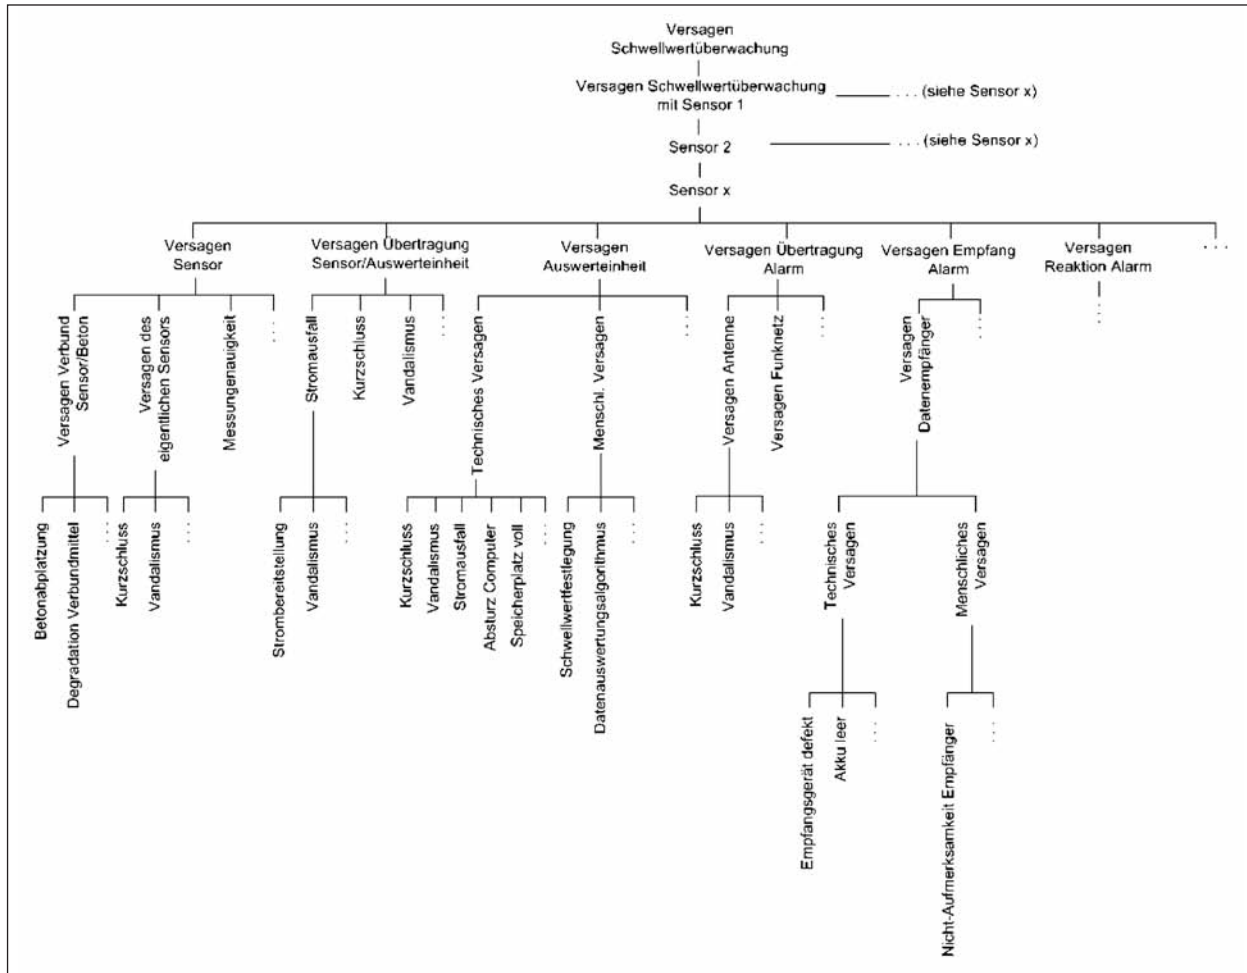 Versagen
Schwellwertüberwachung
Versagen Schwellwertüberwachung
mit Sensor 1
. . . (siehe Sensor x)
Sensor 2
. . . (siehe Sensor x)
Sensor x
Versagen
Sensor
Versagen Übertragung
Sensor/Auswerteinheit
Versagen
Auswerteinheit
Versagen Übertragung
Alarm
Versagen Empfang
Alarm
Versagen
Reaktion Alarm
. . .
Versagen Verbund
Sensor/Beton
Versagen des
eigentlichen Sensors
Messungenauigkeit
. . .
Stromausfall
Kurzschluss
Vandalismus
. . .
Technisches Versagen
Menschl. Versagen
. . .
Versagen Antenne
Versagen Funknetz
. . .
Versagen
Datenempfänger
. . .
. . .
Betonabplatzung
Degradation Verbundmittel
. . .
Kurzschluss
Vandalismus
. . .
Strombereitstellung
Vandalismus
. . .
Kurzschluss
Vandalismus
Stromausfall
Absturz Computer
Speicherplatz voll
. . .
Schwellwertfestlegung
Datenauswertungsalgorithmus
. . .
Kurzschluss
Vandalismus
. . .
Technisches
Versagen
Menschliches
Versagen
Empfangsgerät defekt
Akku leer
. . .
Nicht-Aufmerksamkeit Empfänger
. . .